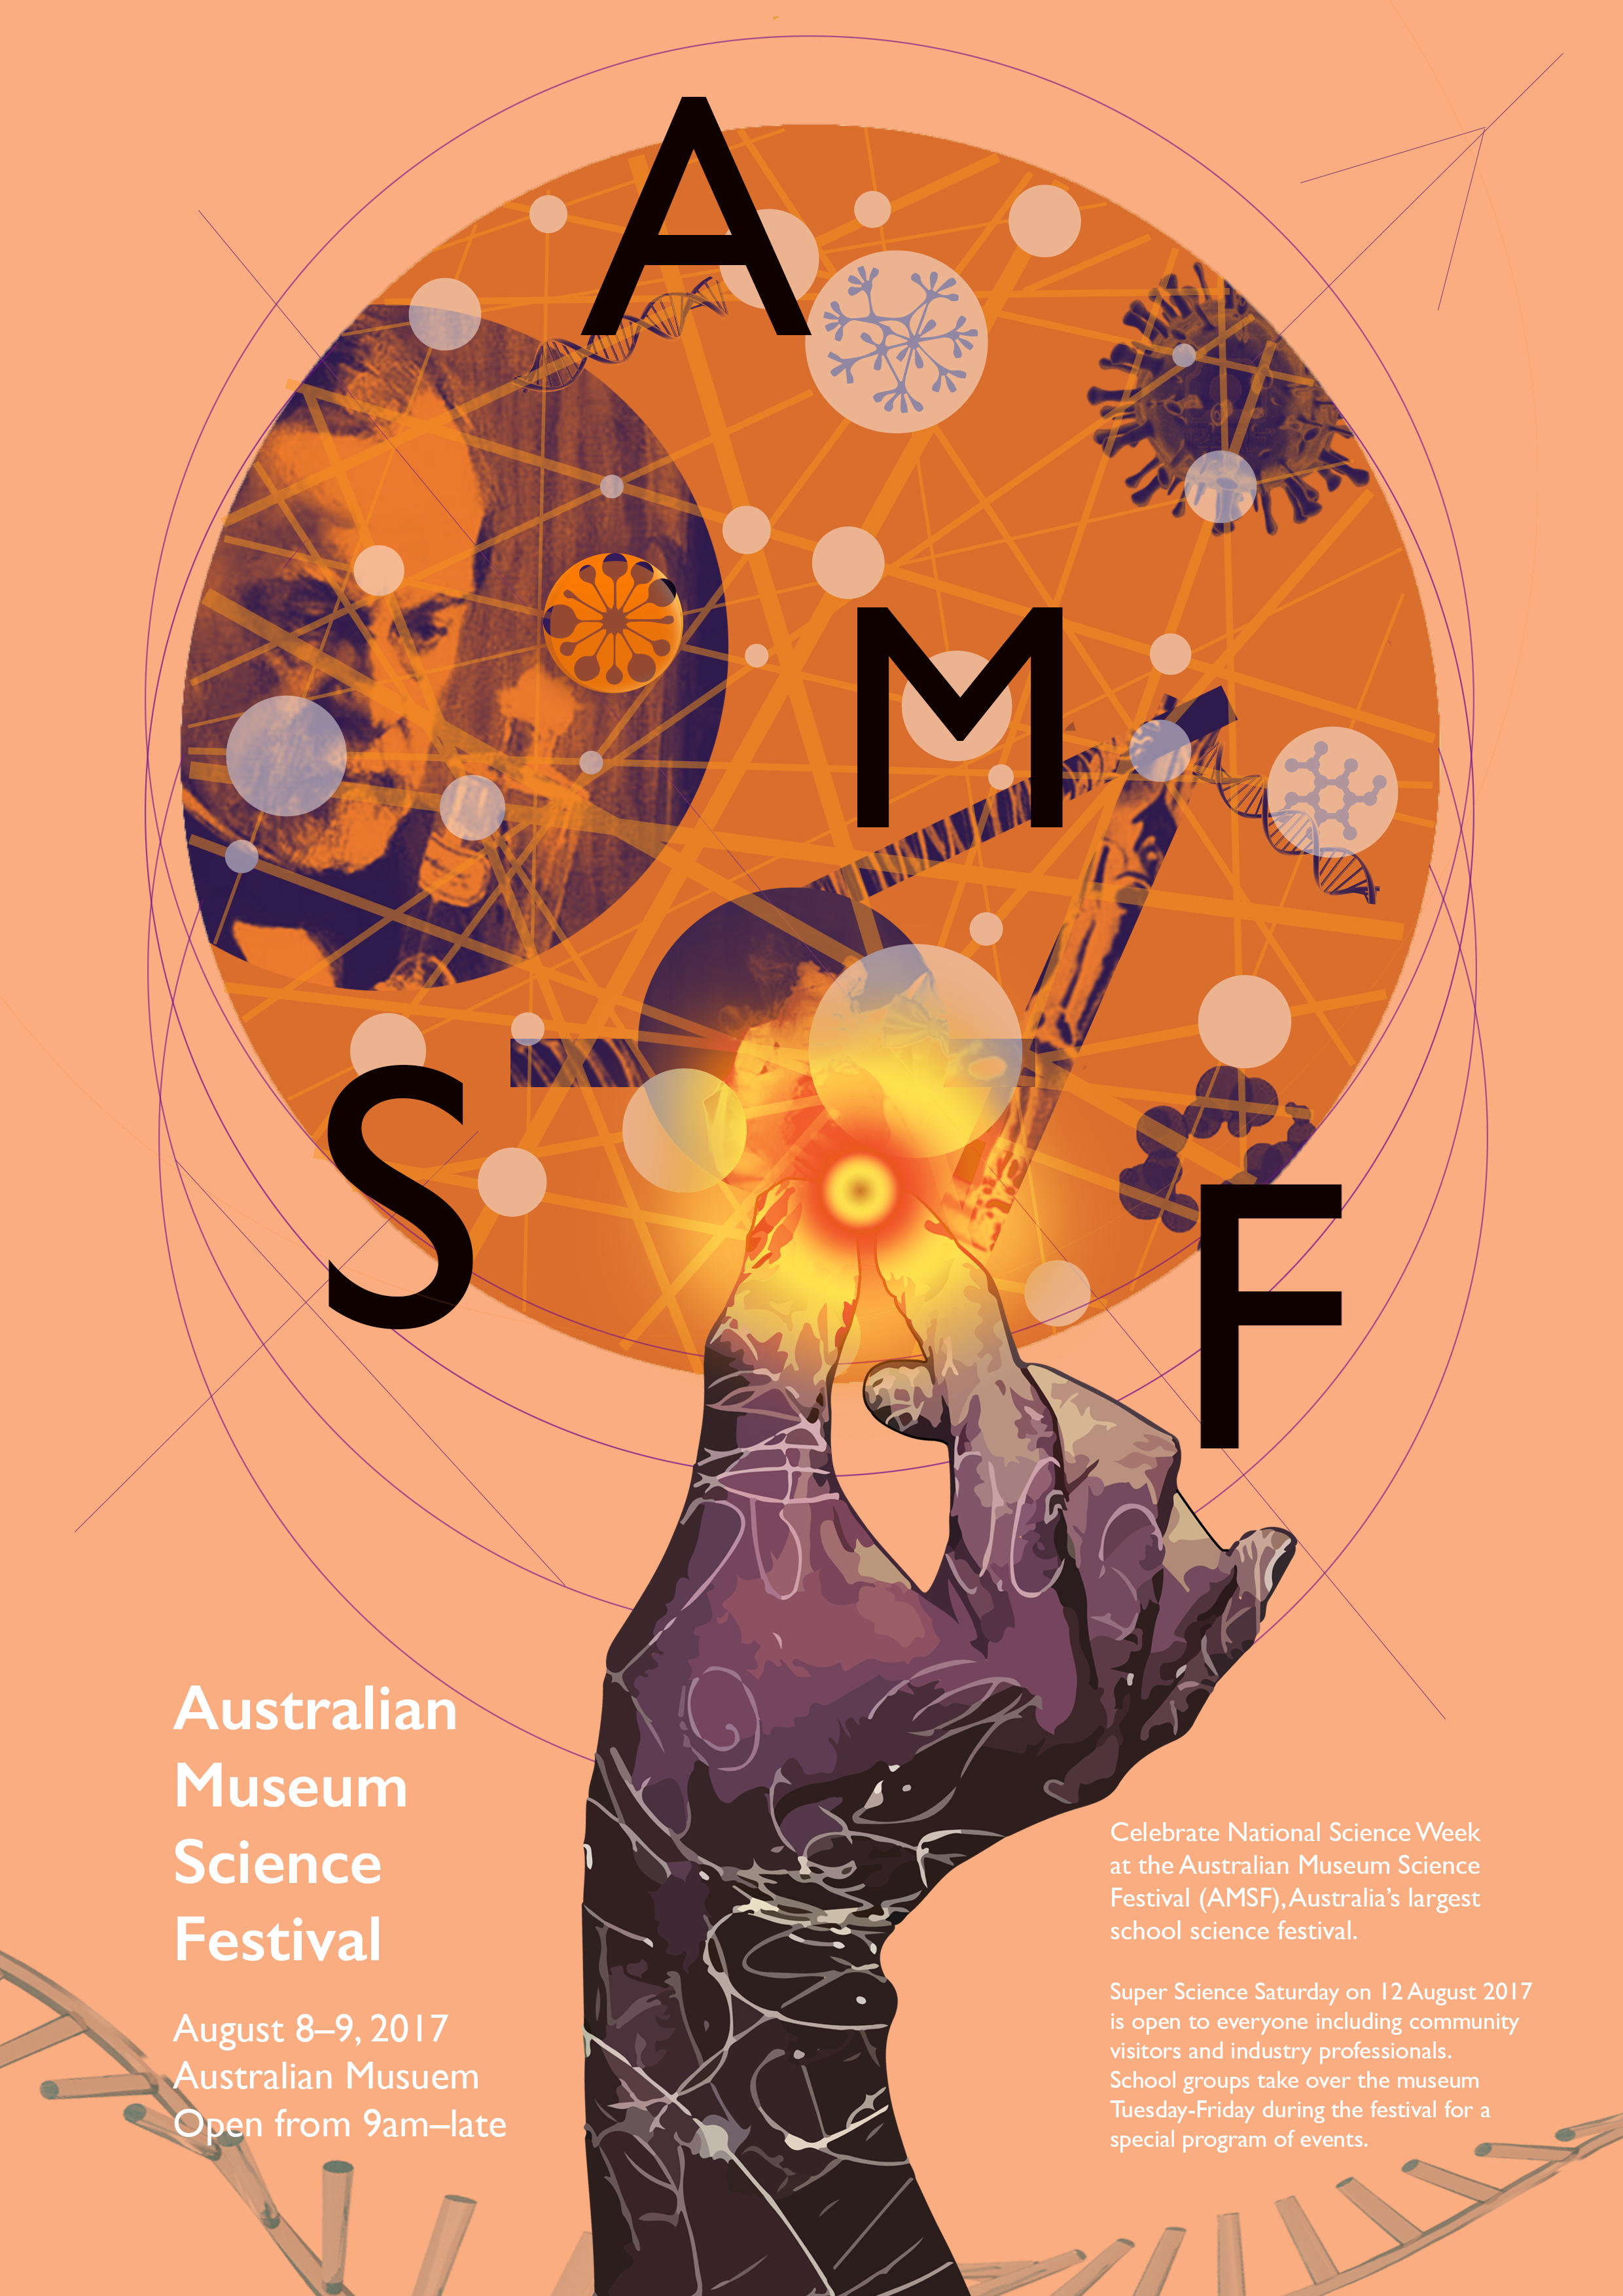 A
M
S
F
Australian
Museum
Science
Festival
August 8–9, 2017
Australian Musuem
Open from 9am–late
Celebrate National Science Week
at the Australian Museum Science
Festival (AMSF), Australia’s largest
school science festival.
Super Science Saturday on 12 August 2017
is open to everyone including community
visitors and industry professionals.
School groups take over the museum
Tuesday-Friday during the festival for a
special program of events.